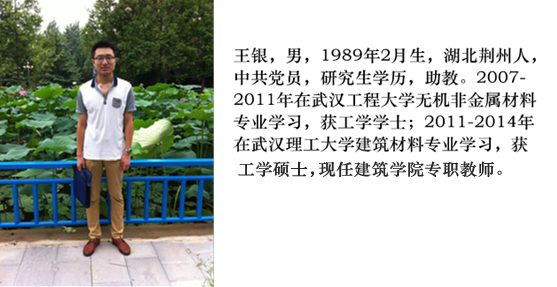 王银，男，1989年2月生，湖北荆州人，
中共党员，研究生学历，助教。2007-
2011年在武汉工程大学无机非金属材料
专业学习，获工学学士；2011-2014年
在武汉理工大学建筑材料专业学习，获
工学硕士，现任建筑学院专职教师。